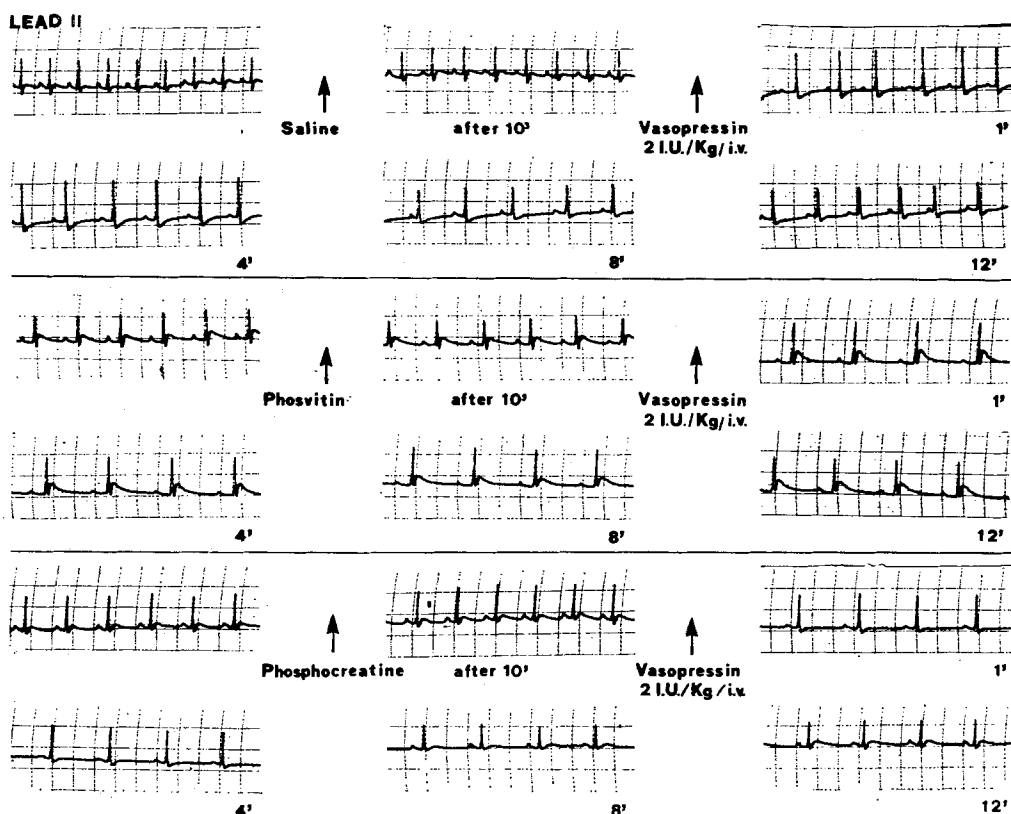 LEAD II
Saline
after 10'
Vasopressin
2 I.U./Kg/i.v.
1'
4'
8'
12'
Phosvitin
after 10'
Vasopressin
2 I.U./Kg/i.v.
1'
4'
8'
12'
Phosphocreatine
after 10'
Vasopressin
2 I.U./Kg/i.v.
1'
4'
8'
12'